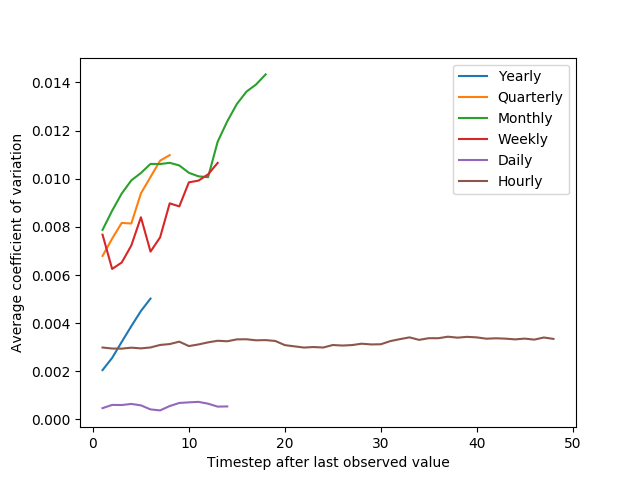 0.014
0.012
0.010
0.008
0.006
0.004
0.002
0.000
Average coefficient of variation
Yearly
Quarterly
Monthly
Weekly
Daily
Hourly
0
10
20
30
40
50
Timestep after last observed value